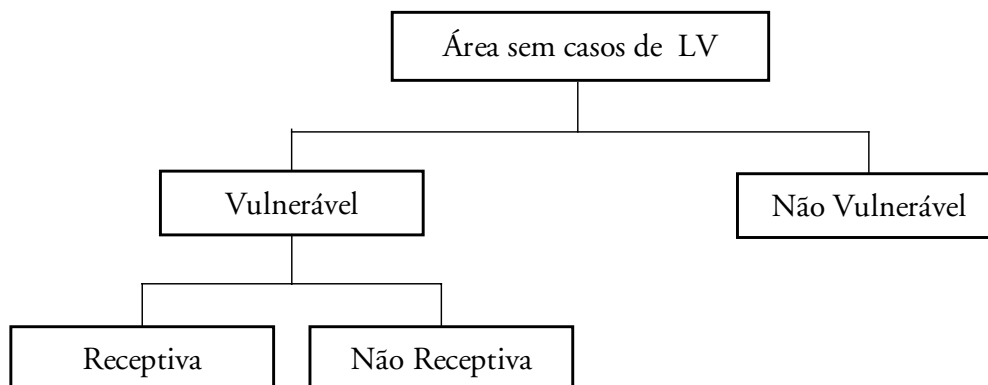 Área sem casos de LV
Vulnerável
Não Vulnerável
Receptiva
Não Receptiva